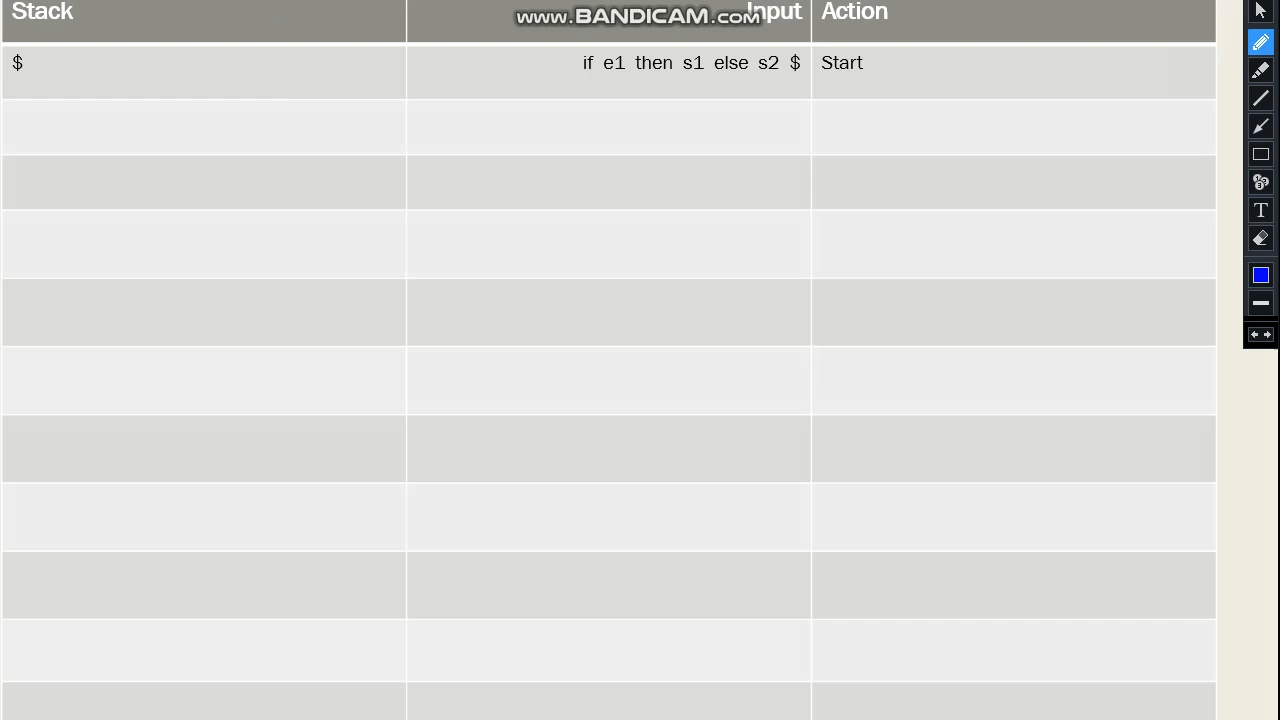 www.BANDICAM.com
Stack Input Action
$ if e1 then s1 else s2 $ Start